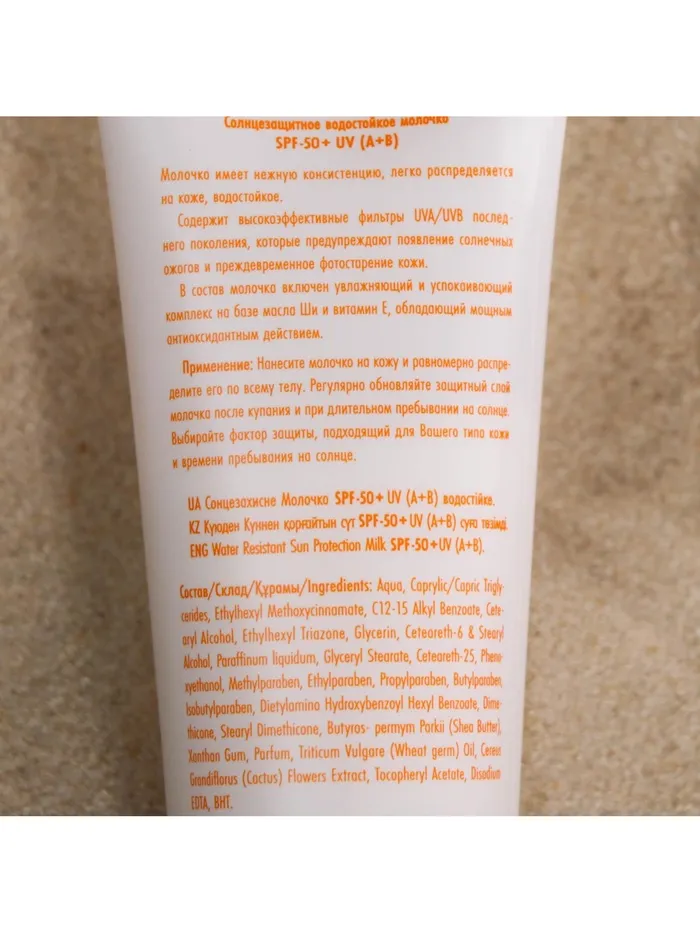 Солнцезащитное водостойкое молочко
SPF-50+ UV (A+B)
Молочко имеет нежную консистенцию, легко распределяется
на коже, водостойкое.
Содержит высокоэффективные фильтры UVA/UVB послед-
него поколения, которые предупреждают появление солнечных
ожогов и преждевременное фотостарение кожи.
В состав молочка включен увлажняющий и успокаивающий
комплекс на базе масла Ши и витамин Е, обладающий мощным
антиоксидантным действием.
Применение: Нанесите молочко на кожу и равномерно распре-
делите его по всему телу. Регулярно обновляйте защитный слой
молочка после купания и при длительном пребывании на солнце.
Выбирайте фактор защиты, подходящий для Вашего типа кожи
и времени пребывания на солнце.
UA Сонцезахисне Молочко SPF-50+ UV (A+B) водостійке.
KZ Күюден Күннен қорғайтын сүт SPF-50+ UV (A+B) суға төзімді
ENG Water Resistant Sun Protection Milk SPF-50+UV (A+B).
Состав/Склад/Құрамы/Ingredients: Aqua, Caprylic/Capric Trigly-
cerides, Ethylhexyl Methoxycinnamate, C12-15 Alkyl Benzoate, Cete-
aryl Alcohol, Ethylhexyl Triazone, Glycerin, Ceteareth-6 & Stearyl
Alcohol, Paraffinum liquidum, Glyceryl Stearate, Ceteareth-25, Pheno-
xyethanol, Methylparaben, Ethylparaben, Propylparaben, Butylparaben,
Isobutylparaben, Dietylamino Hydroxybenzoyl Hexyl Benzoate, Dime-
thicone, Stearyl Dimethicone, Butyros- permym Parkii (Shea Butter),
Xanthan Gum, Parfum, Triticum Vulgare (Wheat germ) Oil, Cereus
Grandiflorus (Cactus) Flowers Extract, Tocopheryl Acetate, Disodium
EDTA, BHT.